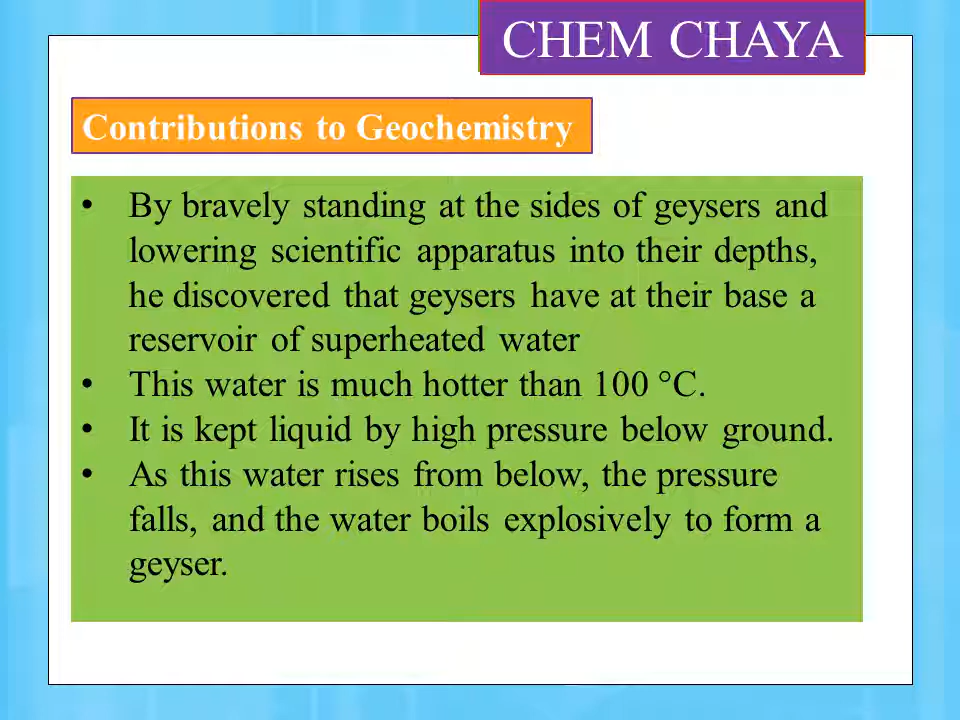 CHEM CHAYA
Contributions to Geochemistry
• By bravely standing at the sides of geysers and
lowering scientific apparatus into their depths,
he discovered that geysers have at their base a
reservoir of superheated water
• This water is much hotter than 100 °C.
• It is kept liquid by high pressure below ground.
• As this water rises from below, the pressure
falls, and the water boils explosively to form a
geyser.